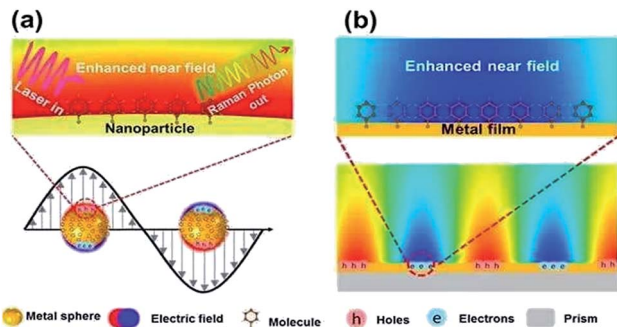 (a)
(b)
Enhanced near field
Laser In
Raman Photon
out
Nanoparticle
Enhanced near field
Metal film
h h h
e e e
e e e
h h h
h h h
e e e
h h h
e e e
h h
Metal sphere
Electric field
Molecule
h Holes
e Electrons
Prism